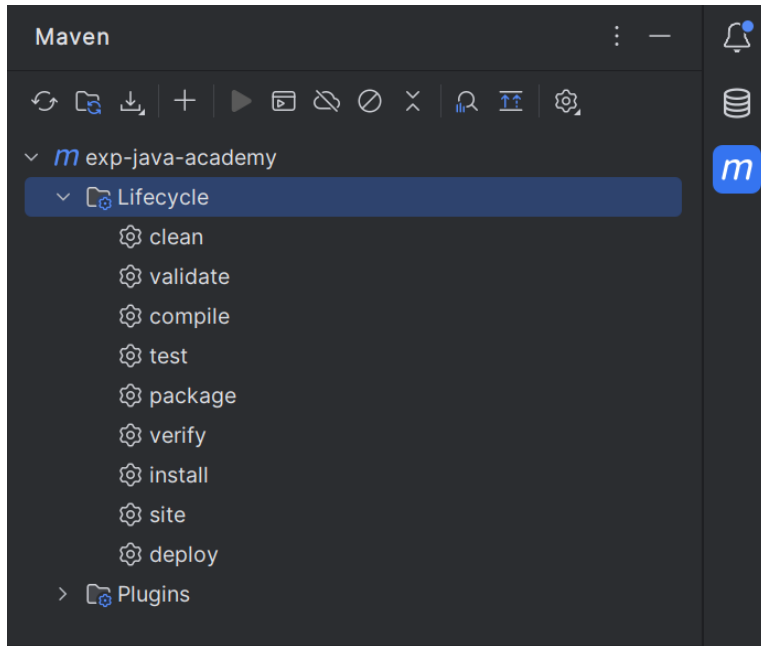 Maven
m exp-java-academy
m
Lifecycle
clean
validate
compile
test
package
verify
install
site
deploy
Plugins